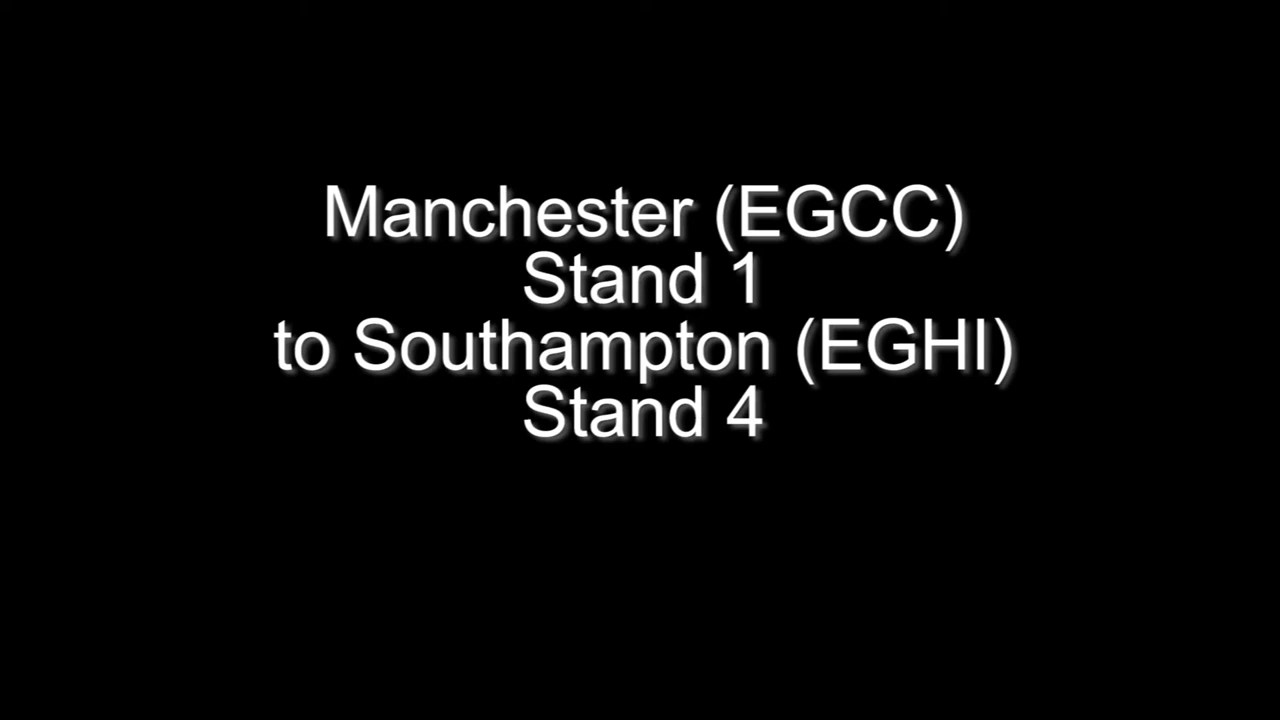 Manchester (EGCC)
Stand 1
to Southampton (EGHI)
Stand 4